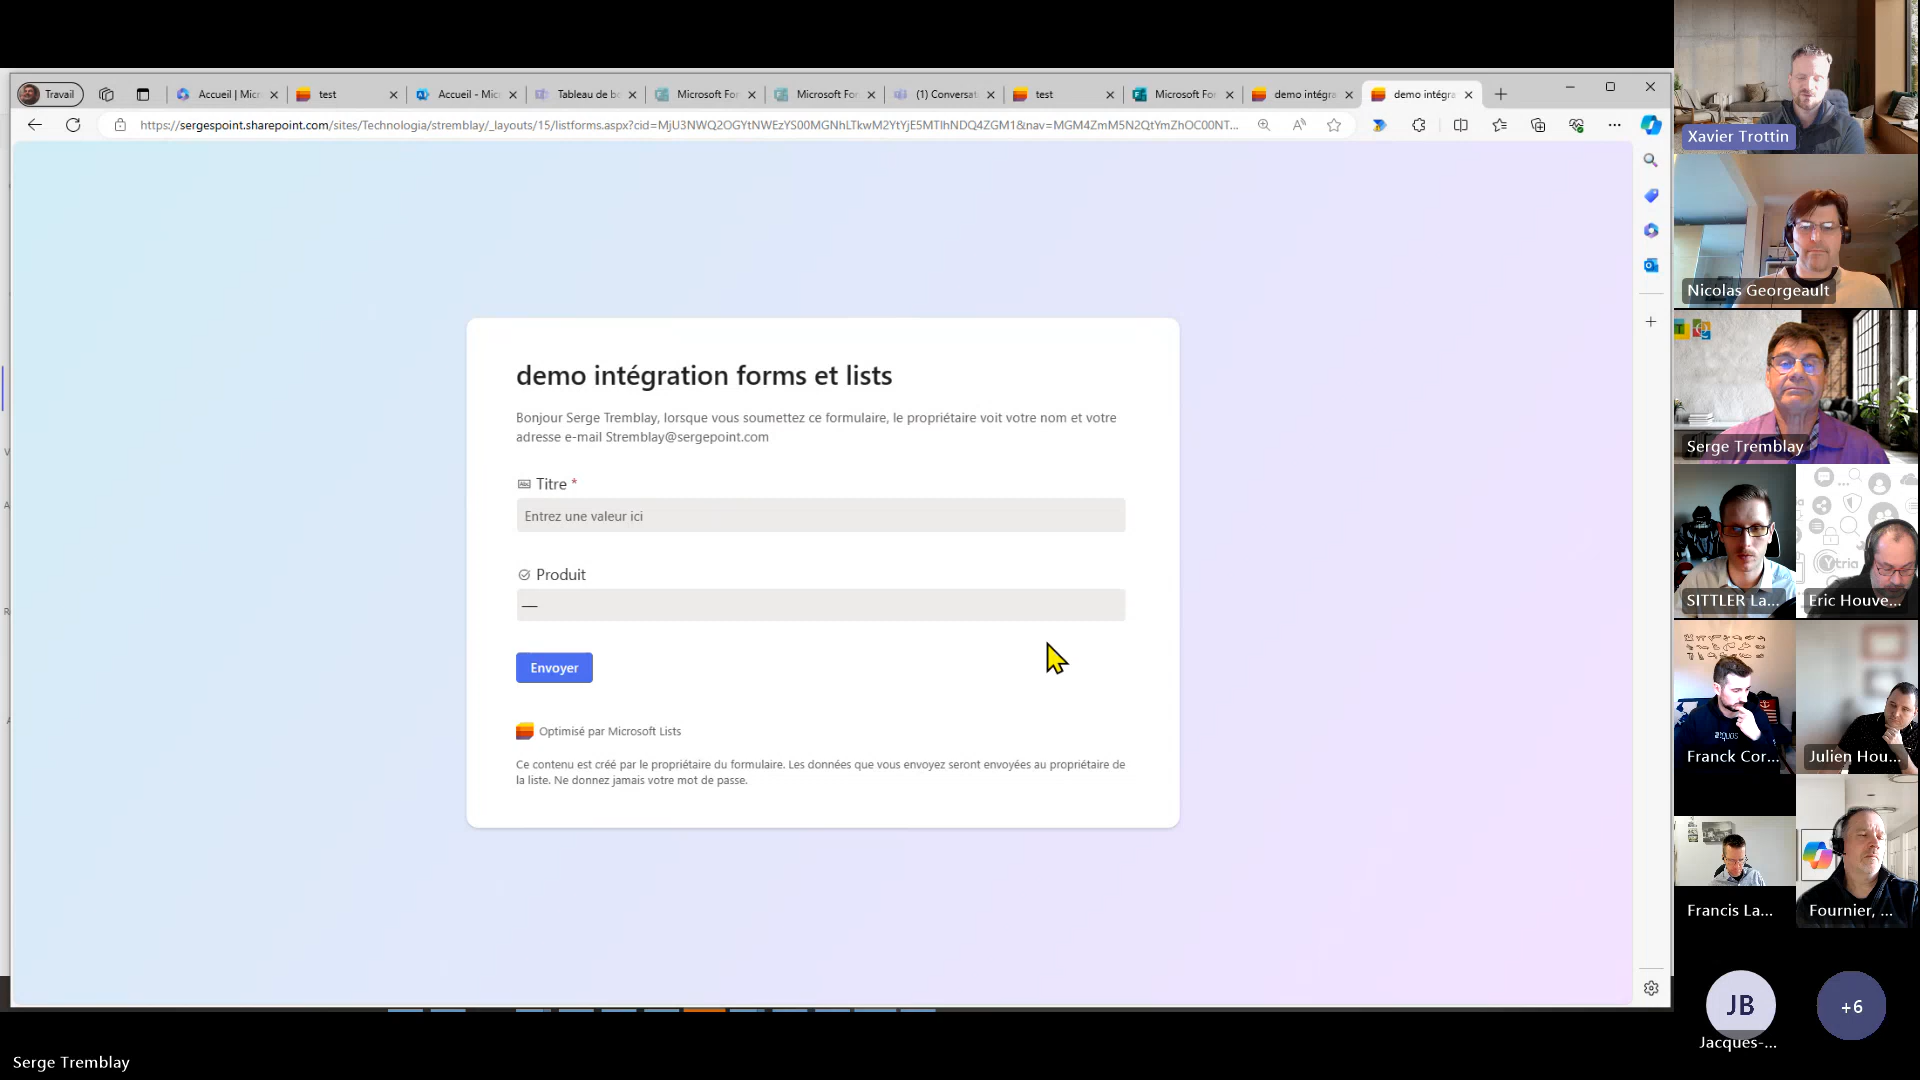 Travail
Accueil | Micr
test
Accueil - Mic
Tableau de b
Microsoft For
Microsoft For
(1) Conversat
test
Microsoft For
demo intégra
demo intégra
https://sergespoint.sharepoint.com/sites/Technologia/stremblay/_layouts/15/listforms.aspx?cid=MjU3NWQ2OGYtNWEzYS00MGNhLTkwM2YtYjE5MTlhNDQ4ZGM1&nav=MGM4ZmM5N2QtYmZhOC00NT...
demo intégration forms et lists
Bonjour Serge Tremblay, lorsque vous soumettez ce formulaire, le propriétaire voit votre nom et votre
adresse e-mail Stremblay@sergepoint.com
Abc Titre *
Entrez une valeur ici
Produit
—
Envoyer
Optimisé par Microsoft Lists
Ce contenu est créé par le propriétaire du formulaire. Les données que vous envoyez seront envoyées au propriétaire de
la liste. Ne donnez jamais votre mot de passe.
Xavier Trottin
Nicolas Georgeault
Serge Tremblay
SITTLER La...
Ytria
Eric Houve...
Franck Cor...
Julien Hou...
Francis La...
Fournier, ...
JB
+6
Jacques-...
Serge Tremblay